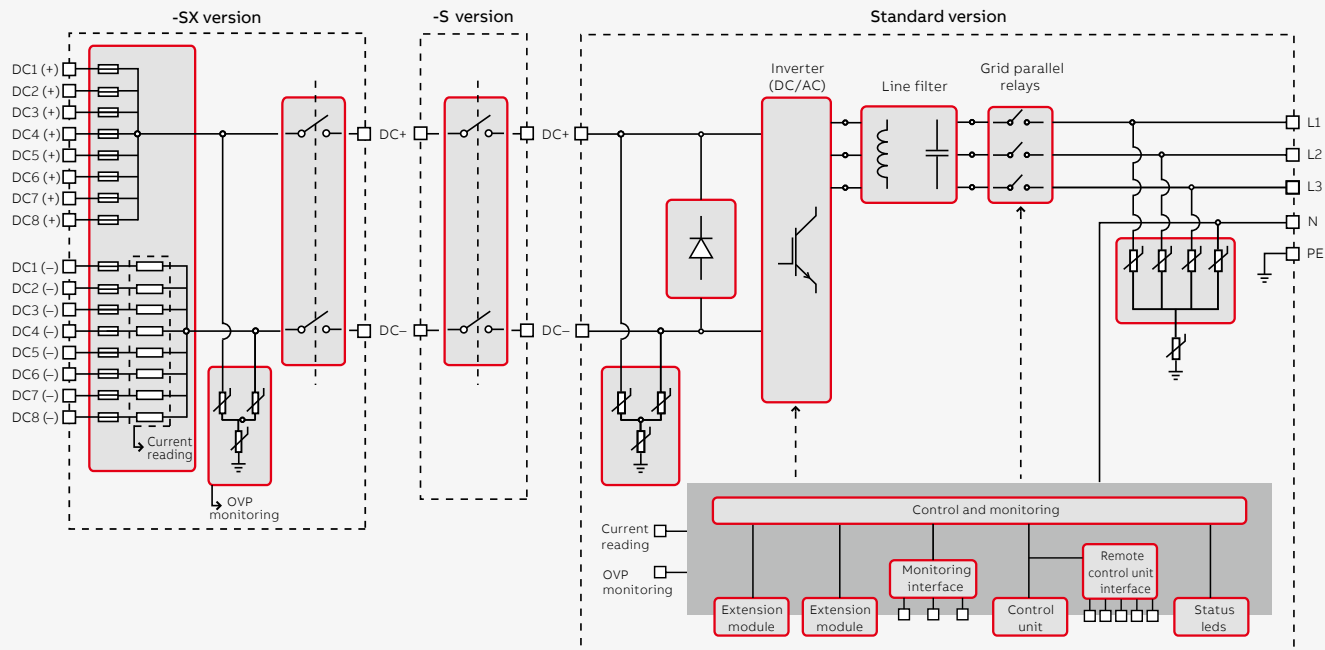 -SX version
-S version
Standard version
DC1 (+)
DC2 (+)
DC3 (+)
DC4 (+)
DC5 (+)
DC6 (+)
DC7 (+)
DC8 (+)
DC1 (–)
DC2 (–)
DC3 (–)
DC4 (–)
DC5 (–)
DC6 (–)
DC7 (–)
DC8 (–)
Current
reading
OVP
monitoring
DC+
DC–
DC+
DC–
Inverter
(DC/AC)
Line filter
Grid parallel
relays
L1
L2
L3
N
PE
Current
reading
OVP
monitoring
Control and monitoring
Extension
module
Extension
module
Monitoring
interface
Control
unit
Remote
control unit
interface
Status
leds